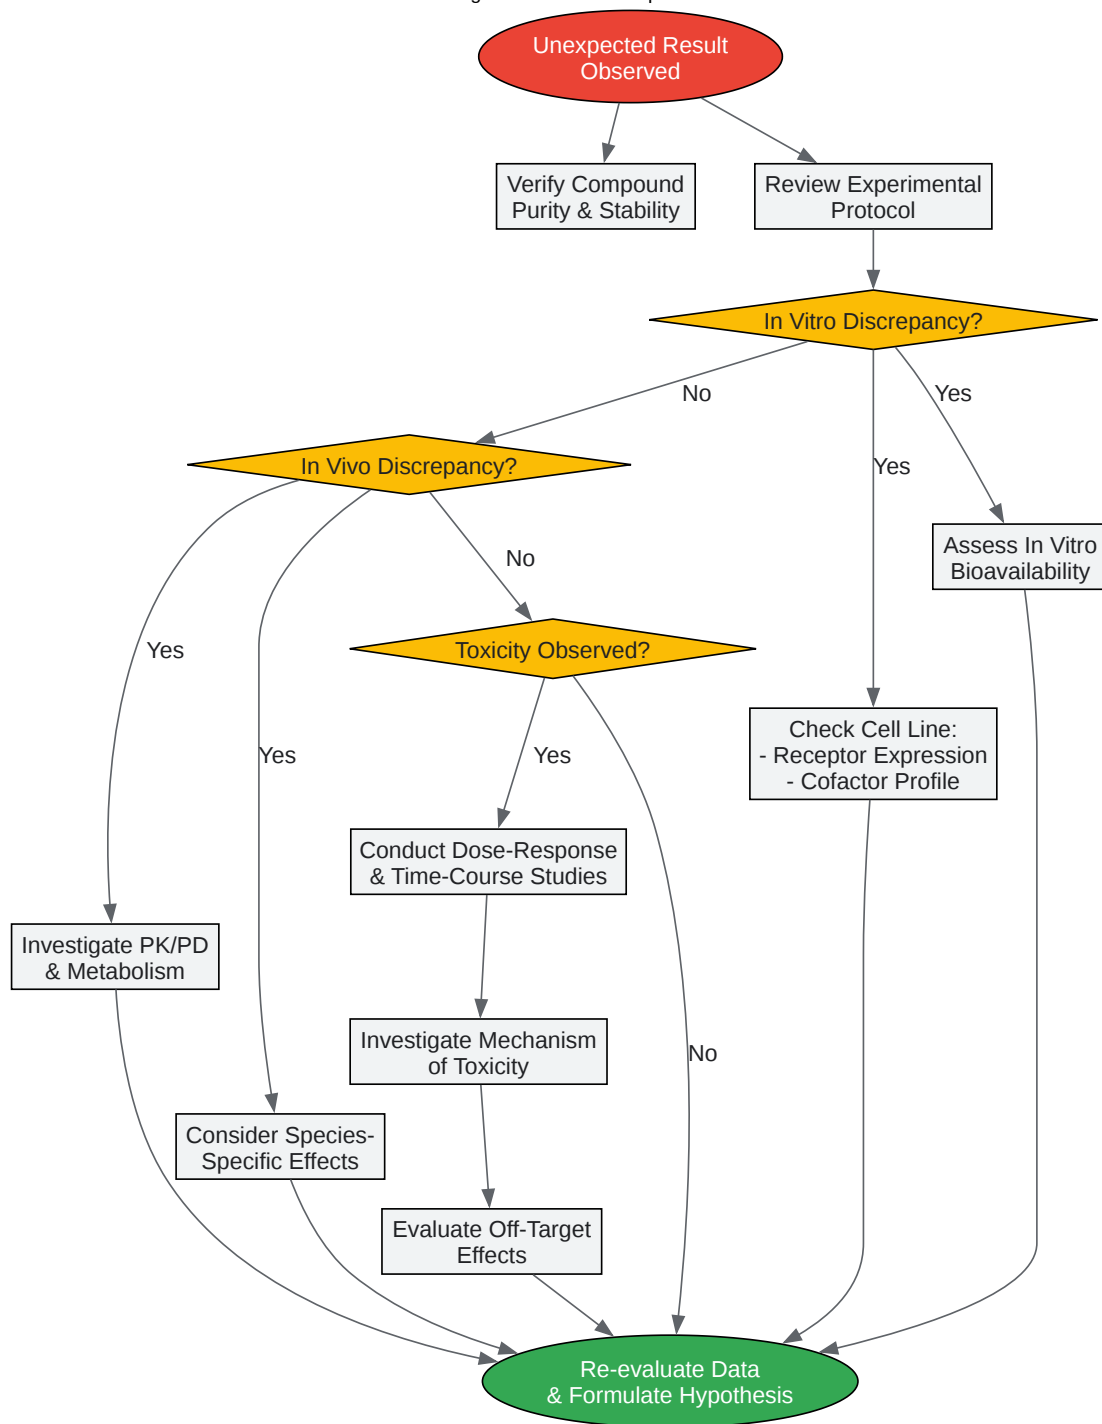 Unexpected Result
Observed
Verify Compound
Purity & Stability
Review Experimental
Protocol
In Vitro Discrepancy?
No
Yes
In Vivo Discrepancy?
Yes
Assess In Vitro
Bioavailability
No
Yes
Toxicity Observed?
Check Cell Line:
- Receptor Expression
- Cofactor Profile
Yes
Yes
Conduct Dose-Response
& Time-Course Studies
Investigate PK/PD
& Metabolism
Investigate Mechanism
of Toxicity
No
Consider Species-
Specific Effects
Evaluate Off-Target
Effects
Re-evaluate Data
& Formulate Hypothesis